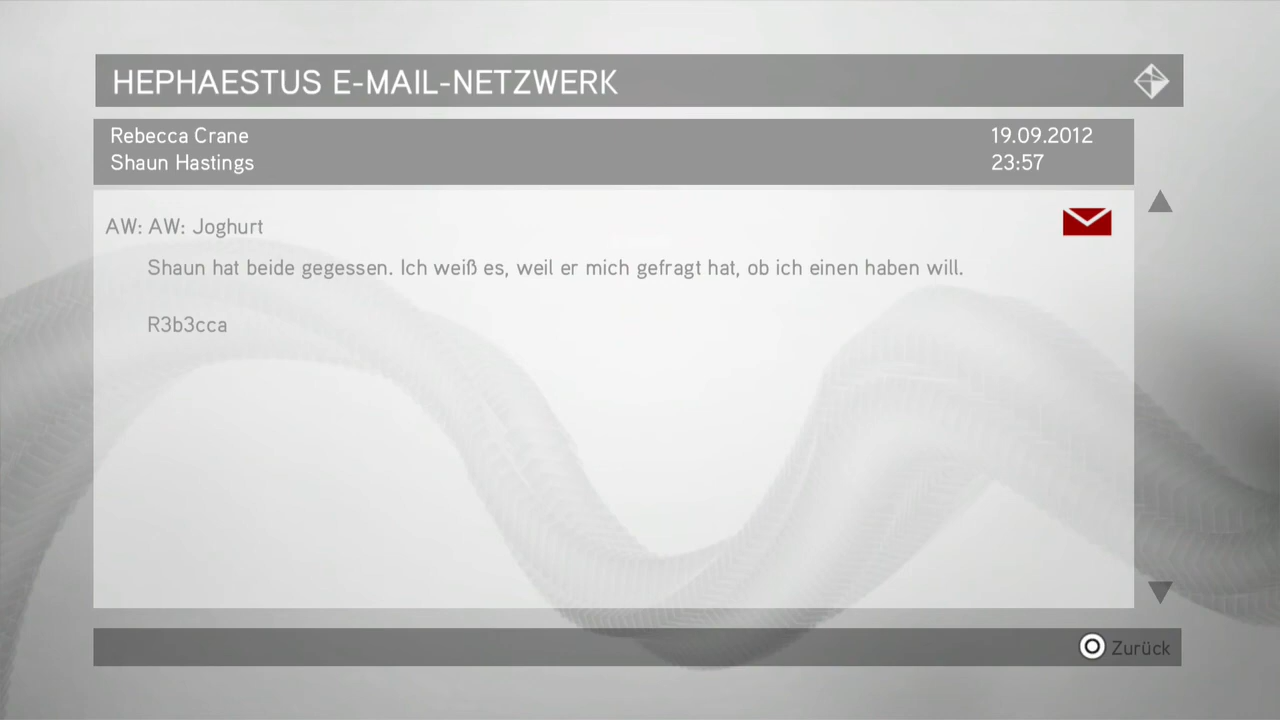 HEPHAESTUS E-MAIL-NETZWERK
Rebecca Crane 19.09.2012
Shaun Hastings 23:57
AW: AW: Joghurt
Shaun hat beide gegessen. Ich weiß es, weil er mich gefragt hat, ob ich einen haben will.
R3b3cca
Zurück